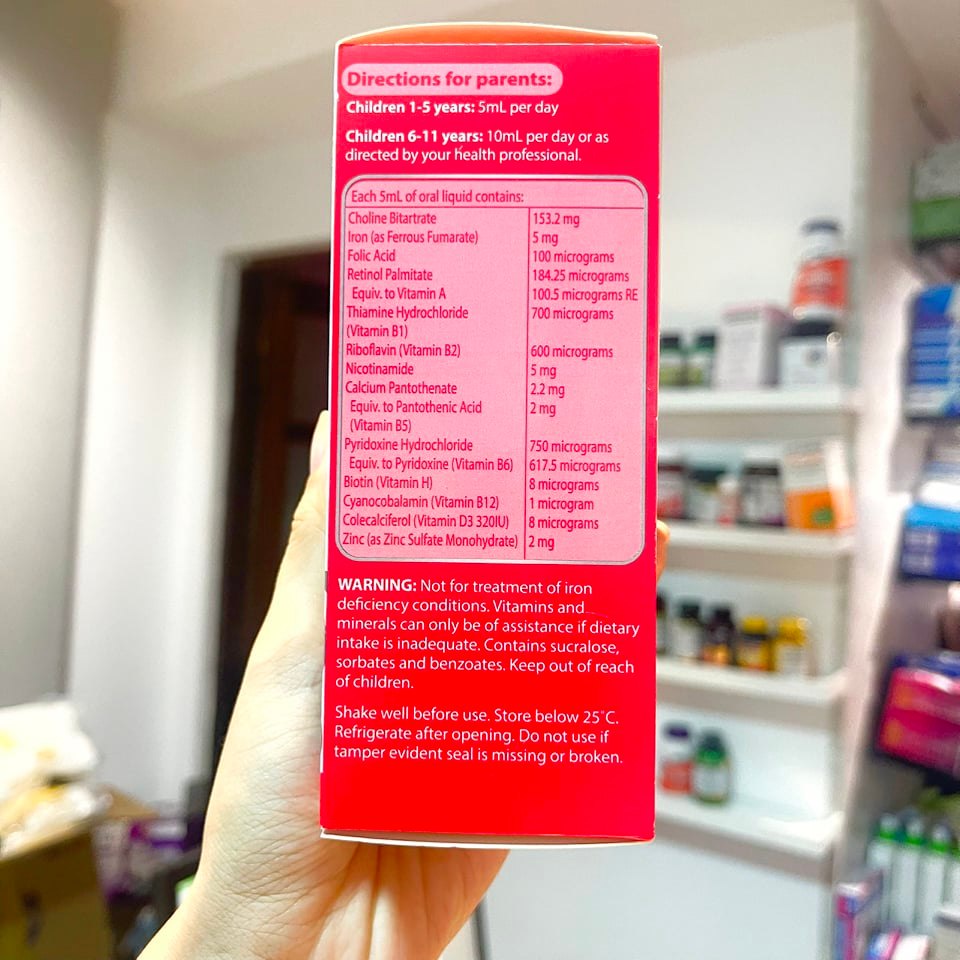 Directions for parents:
Children 1-5 years: 5mL per day
Children 6-11 years: 10mL per day or as
directed by your health professional.
Each 5mL of oral liquid contains:
Choline Bitartrate 153.2 mg
Iron (as Ferrous Fumarate) 5 mg
Folic Acid 100 micrograms
Retinol Palmitate 184.25 micrograms
Equiv. to Vitamin A 100.5 micrograms RE
Thiamine Hydrochloride 700 micrograms
(Vitamin B1)
Riboflavin (Vitamin B2) 600 micrograms
Nicotinamide 5 mg
Calcium Pantothenate 2.2 mg
Equiv. to Pantothenic Acid 2 mg
(Vitamin B5)
Pyridoxine Hydrochloride 750 micrograms
Equiv. to Pyridoxine (Vitamin B6) 617.5 micrograms
Biotin (Vitamin H) 8 micrograms
Cyanocobalamin (Vitamin B12) 1 microgram
Colecalciferol (Vitamin D3 320IU) 8 micrograms
Zinc (as Zinc Sulfate Monohydrate) 2 mg
WARNING: Not for treatment of iron
deficiency conditions. Vitamins and
minerals can only be of assistance if dietary
intake is inadequate. Contains sucralose,
sorbates and benzoates. Keep out of reach
of children.
Shake well before use. Store below 25°C.
Refrigerate after opening. Do not use if
tamper evident seal is missing or broken.